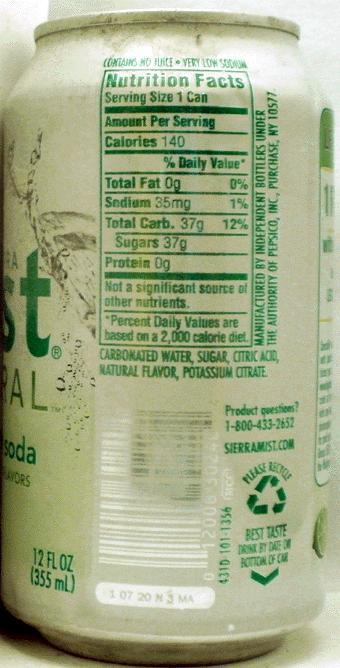 CONTAINS NO JUICE • VERY LOW SODIUM
Nutrition Facts
Serving Size 1 Can
Amount Per Serving
Calories 140
% Daily Value*
Total Fat 0g 0%
Sodium 35mg 1%
Total Carb. 37g 12%
Sugars 37g
Protein 0g
Not a significant source of
other nutrients.
*Percent Daily Values are
based on a 2,000 calorie diet.
MANUFACTURED BY INDEPENDENT BOTTLERS UNDER
THE AUTHORITY OF PEPSICO, INC., PURCHASE, NY 10577
CARBONATED WATER, SUGAR, CITRIC ACID,
NATURAL FLAVOR, POTASSIUM CITRATE.
RA
st®
RAL™
soda
LAVORS
12 FL OZ
(355 mL)
Product questions?
1-800-433-2652
SIERRAMIST.COM
PLEASE RECYCLE
BEST TASTE
DRINK BY DATE ON
BOTTOM OF CAN
4310 101-1356
1 07 20 N 3 MA